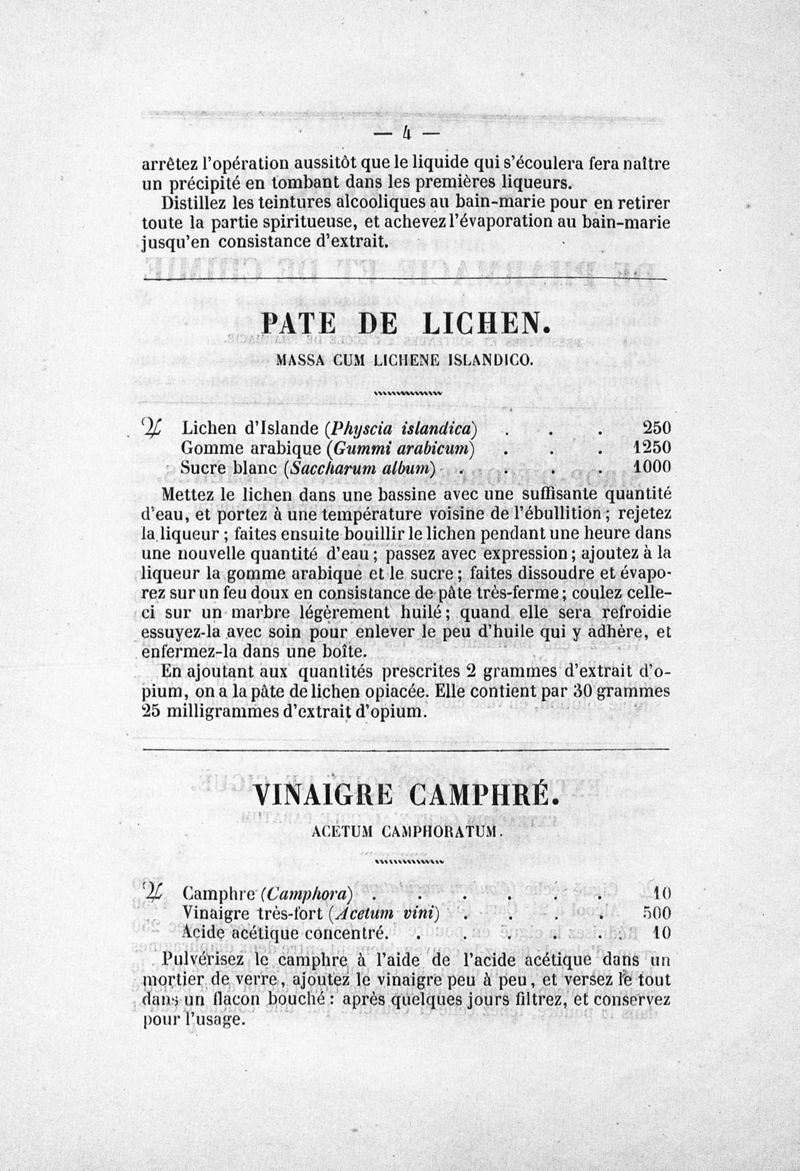 — 4 —
arrêtez l'opération aussitôt que le liquide qui s'écoulera fera naître
un précipité en tombant dans les premières liqueurs.
Distillez les teintures alcooliques au bain-marie pour en retirer
toute la partie spiritueuse, et achevez l'évaporation au bain-marie
jusqu'en consistance d'extrait.
PATE DE LICHEN.
MASSA CUM LICHENE ISLANDICO.
♃ Lichen d'Islande (Physcia islandica) . . . 250
Gomme arabique (Gummi arabicum) . . . 1250
Sucre blanc (Saccharum album) . . . . 1000
Mettez le lichen dans une bassine avec une suffisante quantité
d'eau, et portez à une température voisine de l'ébullition ; rejetez
la liqueur ; faites ensuite bouillir le lichen pendant une heure dans
une nouvelle quantité d'eau ; passez avec expression ; ajoutez à la
liqueur la gomme arabique et le sucre ; faites dissoudre et évapo-
rez sur un feu doux en consistance de pâte très-ferme ; coulez celle-
ci sur un marbre légèrement huilé ; quand elle sera refroidie
essuyez-la avec soin pour enlever le peu d'huile qui y adhère, et
enfermez-la dans une boîte.
En ajoutant aux quantités prescrites 2 grammes d'extrait d'o-
pium, on a la pâte de lichen opiacée. Elle contient par 30 grammes
25 milligrammes d'extrait d'opium.
VINAIGRE CAMPHRÉ.
ACETUM CAMPHORATUM.
♃ Camphre (Camphora) . . . . . . 10
Vinaigre très-fort (Acetum vini) . . . . 500
Acide acétique concentré. . . . . . 10
Pulvérisez le camphre à l'aide de l'acide acétique dans un
mortier de verre, ajoutez le vinaigre peu à peu, et versez le tout
dans un flacon bouché : après quelques jours filtrez, et conservez
pour l'usage.